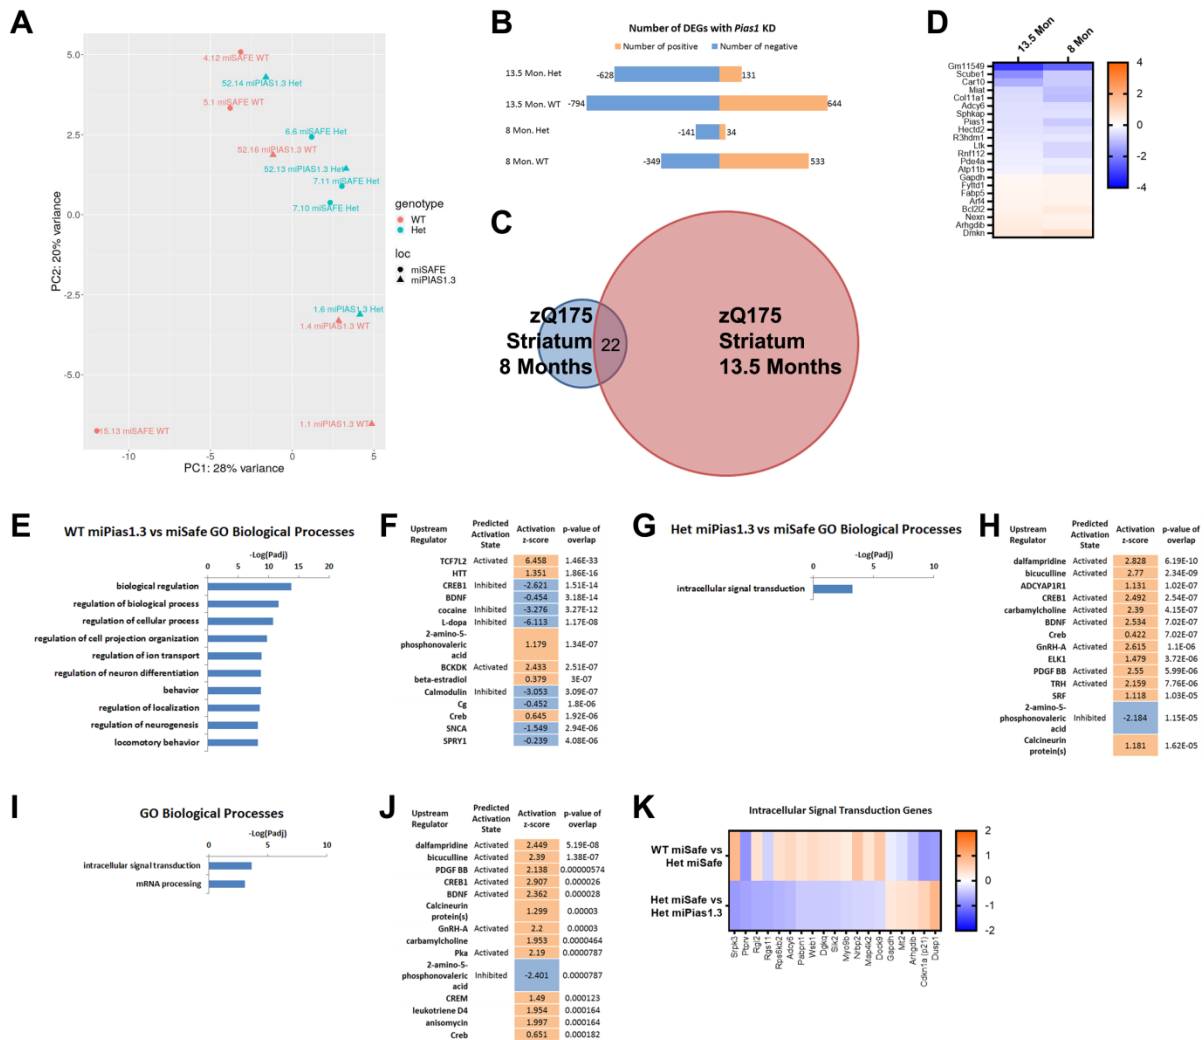 A
5.0
2.5
0.0
-2.5
-5.0
-10
-5
0
5
PC2: 20% variance
PC1: 28% variance
4.12 miSAFE WT
52.14 miPIAS1.3 Het
5.1 miSAFE WT
6.6 miSAFE Het
52.16 miPIAS1.3 WT
52.13 miPIAS1.3 Het
7.11 miSAFE Het
7.10 miSAFE Het
1.6 miPIAS1.3 Het
1.4 miPIAS1.3 WT
15.13 miSAFE WT
1.1 miPIAS1.3 WT
genotype
WT
Het
loc
miSAFE
miPIAS1.3
B
Number of DEGs with Pias1 KD
Number of positive
Number of negative
13.5 Mon. Het
-628
131
13.5 Mon. WT
-794
644
8 Mon. Het
-141
34
8 Mon. WT
-349
533
C
zQ175
Striatum
8 Months
22
zQ175
Striatum
13.5 Months
D
13.5 Mon
8 Mon
Gm11549
Scube1
Car10
Miat
Col11a1
Adcy6
Sphkap
Pias1
Hectd2
R3hdm1
Lfk
Rnf112
Pde4a
Atp11b
Gapdh
Fyttd1
Fabp5
Arf4
Bcl2l2
Nexn
Arhgdib
Dmkn
4
2
0
-2
-4
E
WT miPias1.3 vs miSafe GO Biological Processes
-Log(Padj)
0 5 10 15 20
biological regulation
regulation of biological process
regulation of cellular process
regulation of cell projection organization
regulation of ion transport
regulation of neuron differentiation
behavior
regulation of localization
regulation of neurogenesis
locomotory behavior
F
Upstream Regulator
Predicted Activation State
Activation z-score
p-value of overlap
TCF7L2 Activated 6.458 1.46E-33
HTT 1.351 1.86E-16
CREB1 Inhibited -2.621 1.51E-14
BDNF -0.454 3.18E-14
cocaine Inhibited -3.276 3.27E-12
L-dopa Inhibited -6.113 1.17E-08
2-amino-5-
phosphonovaleric
acid
1.179 1.34E-07
BCKDK Activated 2.433 2.51E-07
beta-estradiol 0.379 3E-07
Calmodulin Inhibited -3.053 3.09E-07
Cg -0.452 1.8E-06
Creb 0.645 1.92E-06
SNCA -1.549 2.94E-06
SPRY1 -0.239 4.08E-06
G
Het miPias1.3 vs miSafe GO Biological Processes
-Log(Padj)
0 10
intracellular signal transduction
H
Upstream Regulator
Predicted Activation State
Activation z-score
p-value of overlap
dalfampridine Activated 2.828 6.19E-10
bicuculline Activated 2.77 2.34E-09
ADCYAP1R1 1.131 1.02E-07
CREB1 Activated 2.492 2.54E-07
carbamylcholine Activated 2.39 4.15E-07
BDNF Activated 2.534 7.02E-07
Creb 0.422 7.02E-07
GnRH-A Activated 2.615 1.1E-06
ELK1 1.479 3.72E-06
PDGF BB Activated 2.55 5.99E-06
TRH Activated 2.159 7.76E-06
SRF 1.118 1.03E-05
2-amino-5-
phosphonovaleric
acid
Inhibited -2.184 1.15E-05
Calcineurin
protein(s)
1.181 1.62E-05
I
GO Biological Processes
-Log(Padj)
0 5 10
intracellular signal transduction
mRNA processing
J
Upstream Regulator
Predicted Activation State
Activation z-score
p-value of overlap
dalfampridine Activated 2.449 5.19E-08
bicuculline Activated 2.39 1.38E-07
PDGF BB Activated 2.138 0.00000574
CREB1 Activated 2.907 0.000026
BDNF Activated 2.362 0.000028
Calcineurin
protein(s)
1.299 0.00003
GnRH-A Activated 2.2 0.00003
carbamylcholine 1.953 0.0000464
Pka Activated 2.19 0.0000787
2-amino-5-
phosphonovaleric
acid
Inhibited -2.401 0.0000787
CREM 1.49 0.000123
leukotriene D4 1.954 0.000164
anisomycin 1.997 0.000164
Creb 0.651 0.000182
K
Intracellular Signal Transduction Genes
WT miSafe vs
Het miSafe
Het miSafe vs
Het miPias1.3
Srpk3
Ptprv
Rgl2
Rgs11
Rps6kb2
Adcy6
Pabpn1
Wsb1
Dgkq
Sik2
Myo9b
Nrbp2
Map4k2
Dock9
Gapdh
Mt2
Arhgdib
Cdkn1a (p21)
Dusp1
2
1
0
-1
-2